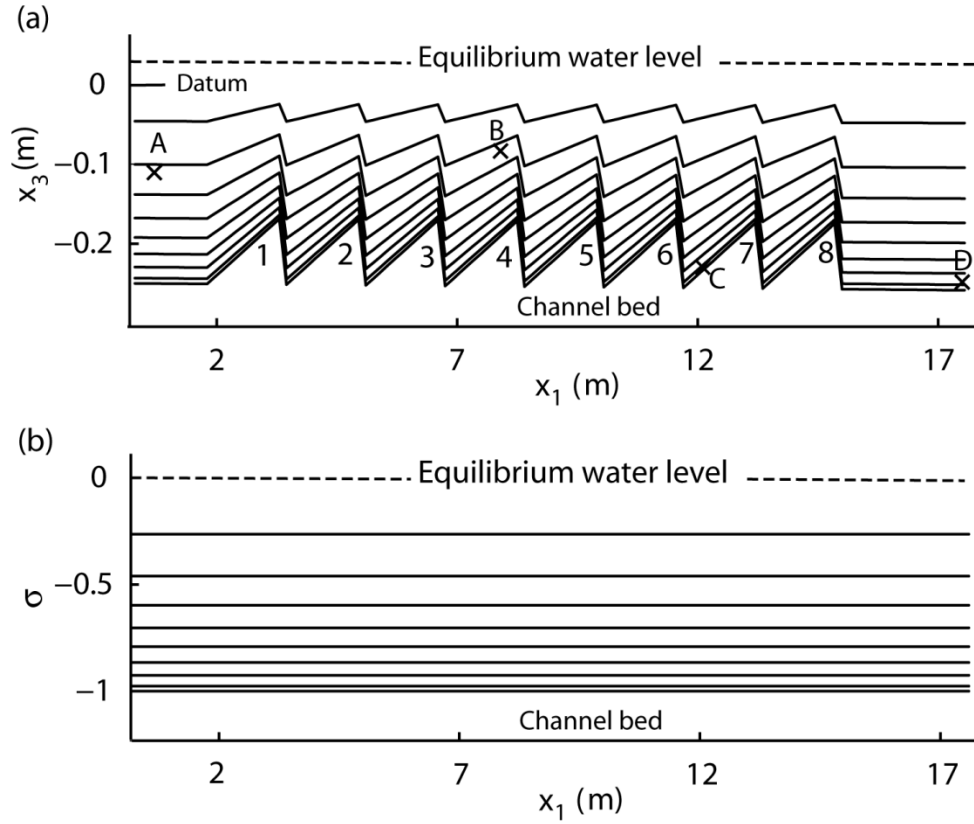 (a)
Equilibrium water level
0
Datum
A
B
−0.1
x3 (m)
−0.2
1 2 3 4 5 6 7 8
C
D
Channel bed
2 7 12 17
x1 (m)
(b)
0
Equilibrium water level
−0.5
σ
−1
Channel bed
2 7 12 17
x1 (m)